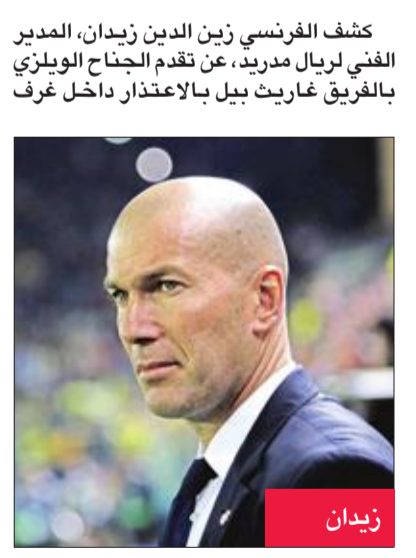 كشف الفرنسي زين الدين زيدان، المدير
الفني لريال مدريد، عن تقدم الجناح الويلزي
بالفريق غاريث بيل بالاعتذار داخل غرف
زيدان